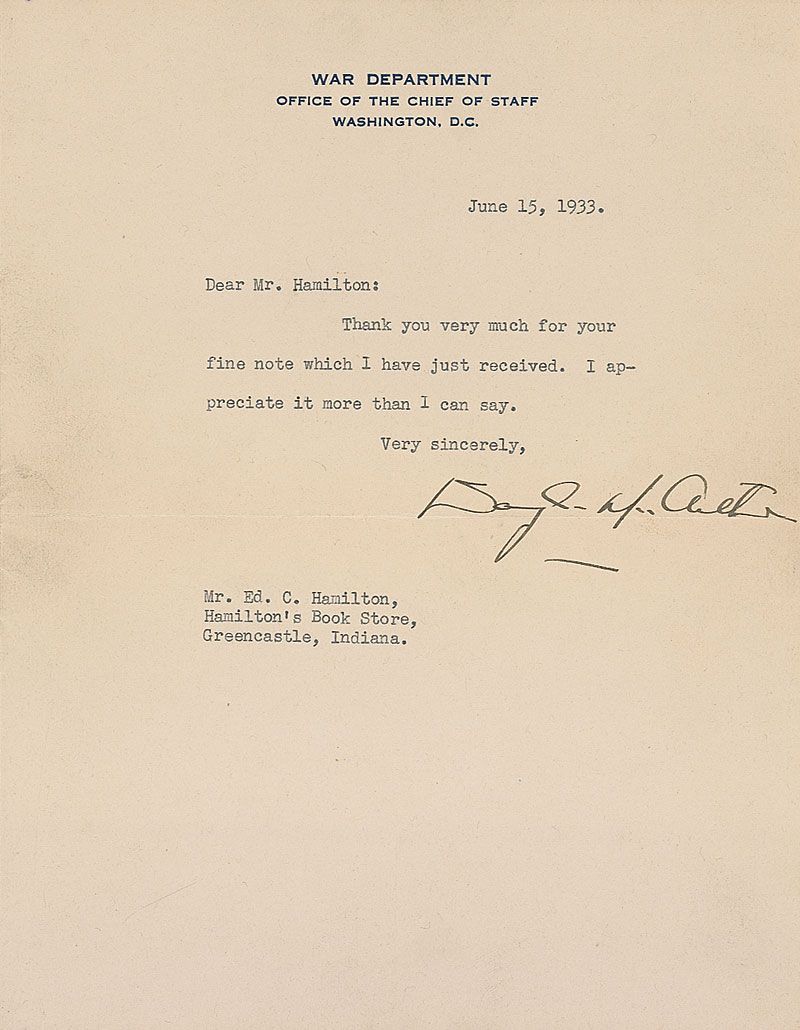 WAR DEPARTMENT
OFFICE OF THE CHIEF OF STAFF
WASHINGTON, D.C.
June 15, 1933.
Dear Mr. Hamilton:
Thank you very much for your
fine note which I have just received. I ap-
preciate it more than I can say.
Very sincerely,
Douglas MacArthur
Mr. Ed. C. Hamilton,
Hamilton's Book Store,
Greencastle, Indiana.